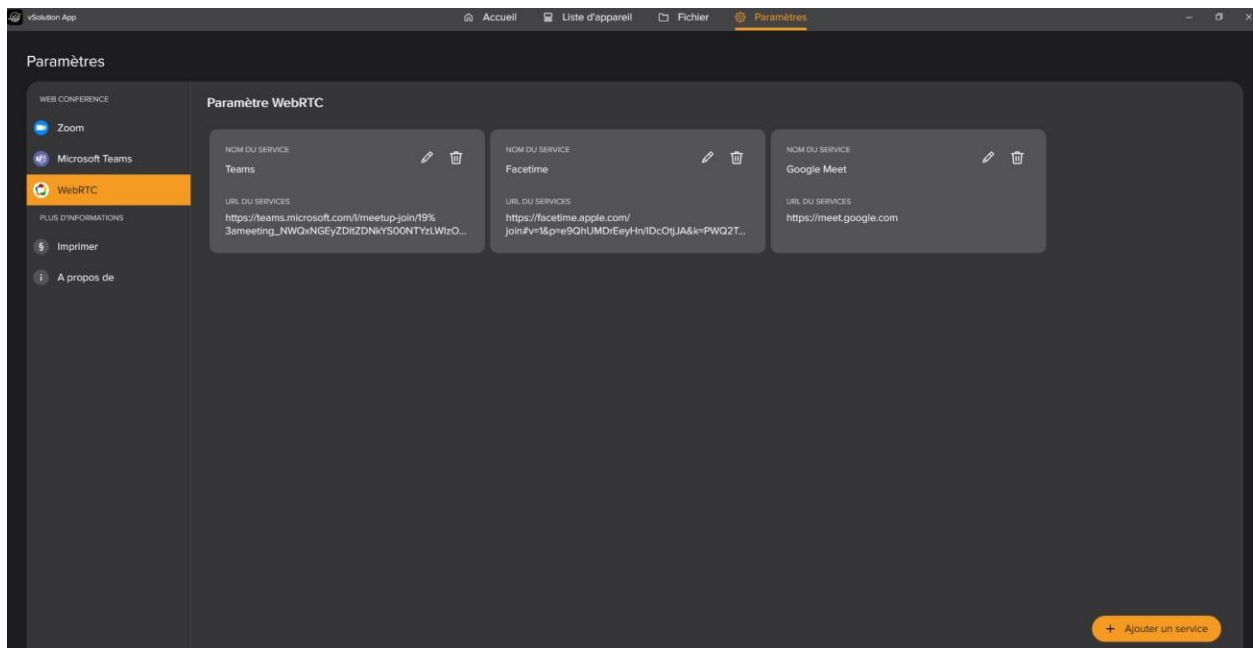 vSolution App
Accueil
Liste d'appareil
Fichier
Paramètres
Paramètres
WEB CONFERENCE
Zoom
Microsoft Teams
WebRTC
PLUS D'INFORMATIONS
§ Imprimer
i A propos de
Paramètre WebRTC
NOM DU SERVICE
Teams
URL DU SERVICES
https://teams.microsoft.com/l/meetup-join/19%
3ameeting_NWQxNGEyZDItZDNkYS00NTYzLWIzO...
NOM DU SERVICE
Facetime
URL DU SERVICES
https://facetime.apple.com/
join#v=1&p=e9QhUMDrEeyHn/IDcOtjJA&k=PWQ2T...
NOM DU SERVICE
Google Meet
URL DU SERVICES
https://meet.google.com
+ Ajouter un service